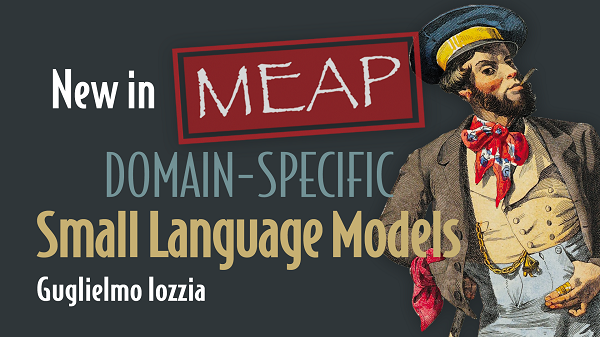 New in MEAP
DOMAIN-SPECIFIC
Small Language Models
Guglielmo Iozzia